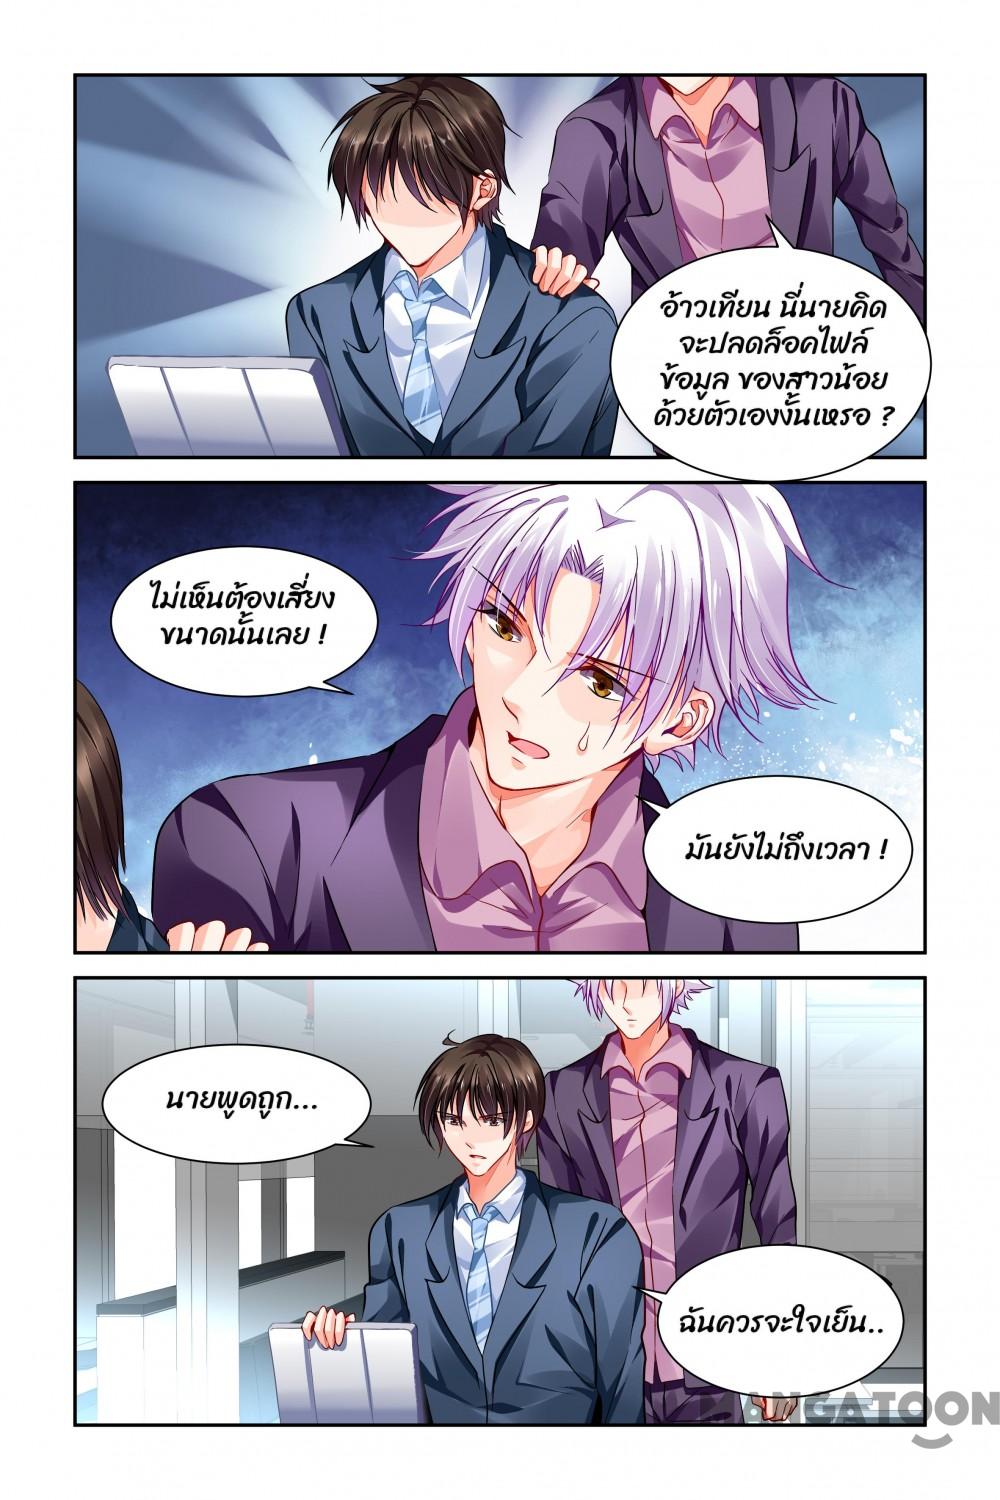 อ้าวเทียน นี่นายคิด
จะปลดล็อคไฟล์
ข้อมูล ของสาวน้อย
ด้วยตัวเองงั้นเหรอ ?
ไม่เห็นต้องเสี่ยง
ขนาดนั้นเลย !
มันยังไม่ถึงเวลา !
นายพูดถูก...
ฉันควรจะใจเย็น..
MANGATOON